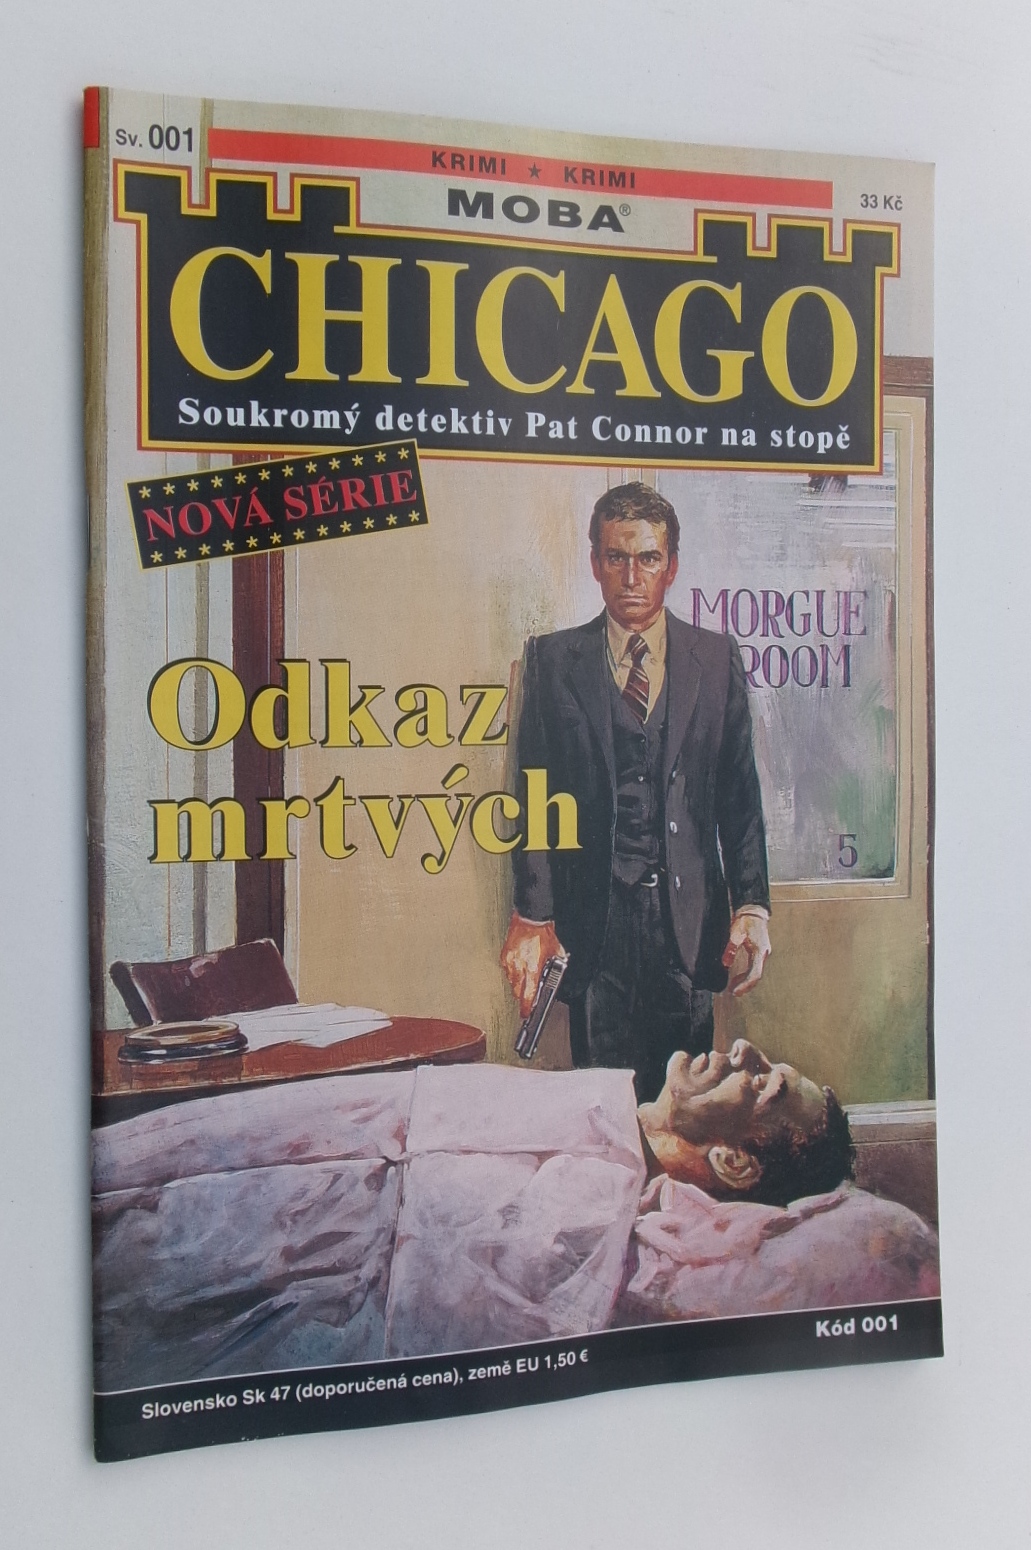 Sv. 001
KRIMI ★ KRIMI
33 Kč
MOBA®
CHICAGO
Soukromý detektiv Pat Connor na stopě
NOVÁ SÉRIE
MORGUE
ROOM
Odkaz
mrtvých
5
Kód 001
Slovensko Sk 47 (doporučená cena), země EU 1,50 €